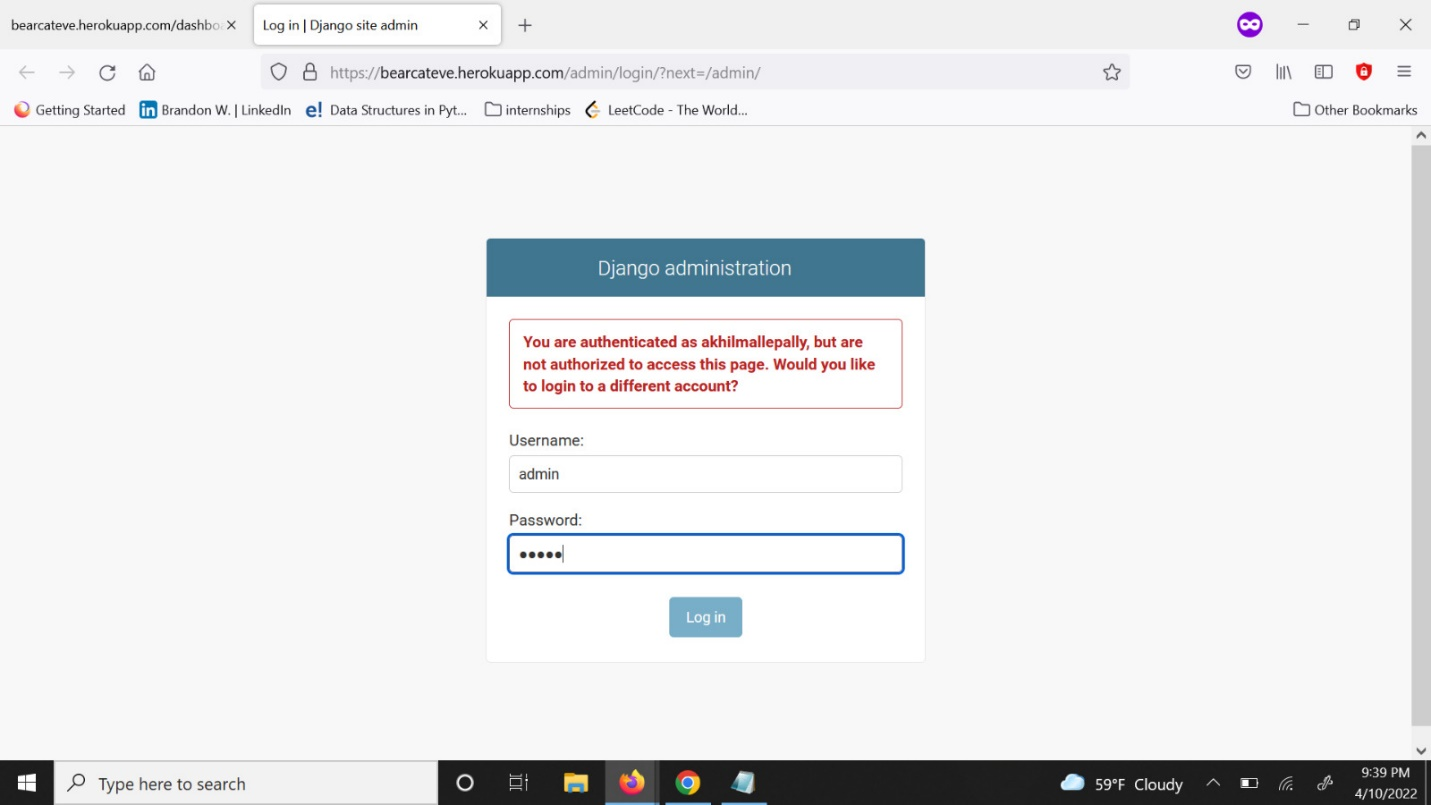 bearcateve.herokuapp.com/dashboa
Log in | Django site admin
https://bearcateve.herokuapp.com/admin/login/?next=/admin/
Getting Started
Brandon W. | LinkedIn
e! Data Structures in Pyt...
internships
LeetCode - The World...
Other Bookmarks
Django administration
You are authenticated as akhilmallepally, but are
not authorized to access this page. Would you like
to login to a different account?
Username:
admin
Password:
•••••
Log in
Type here to search
59°F Cloudy
9:39 PM
4/10/2022